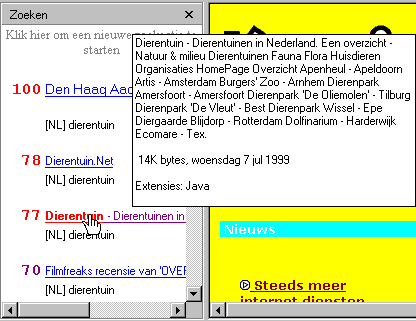 Zoeken
Klik hier om een nieuwe
starten
100 Den Haag Aa
[NL] dierentuin
78 Dierentuin.Net
[NL] dierentuin
77 Dierentuin - Dierentuinen in
[NL] dierentuin
70 Filmfreaks recensie van 'OVER
[NL] dierentuin
Dierentuin - Dierentuinen in Nederland. Een overzicht -
Natuur & milieu Dierentuinen Fauna Flora Huisdieren
Organisaties HomePage Overzicht Apenheul - Apeldoorn
Artis - Amsterdam Burgers' Zoo - Arnhem Dierenpark
Amersfoort - Amersfoort Dierenpark 'De Oliemolen' - Tilburg
Dierenpark 'De Vleut' - Best Dierenpark Wissel - Epe
Diergaarde Blijdorp - Rotterdam Dolfinarium - Harderwijk
Ecomare - Tex.
14K bytes, woensdag 7 jul 1999
Extensies: Java
Nieuws
Steeds meer
internet diensten